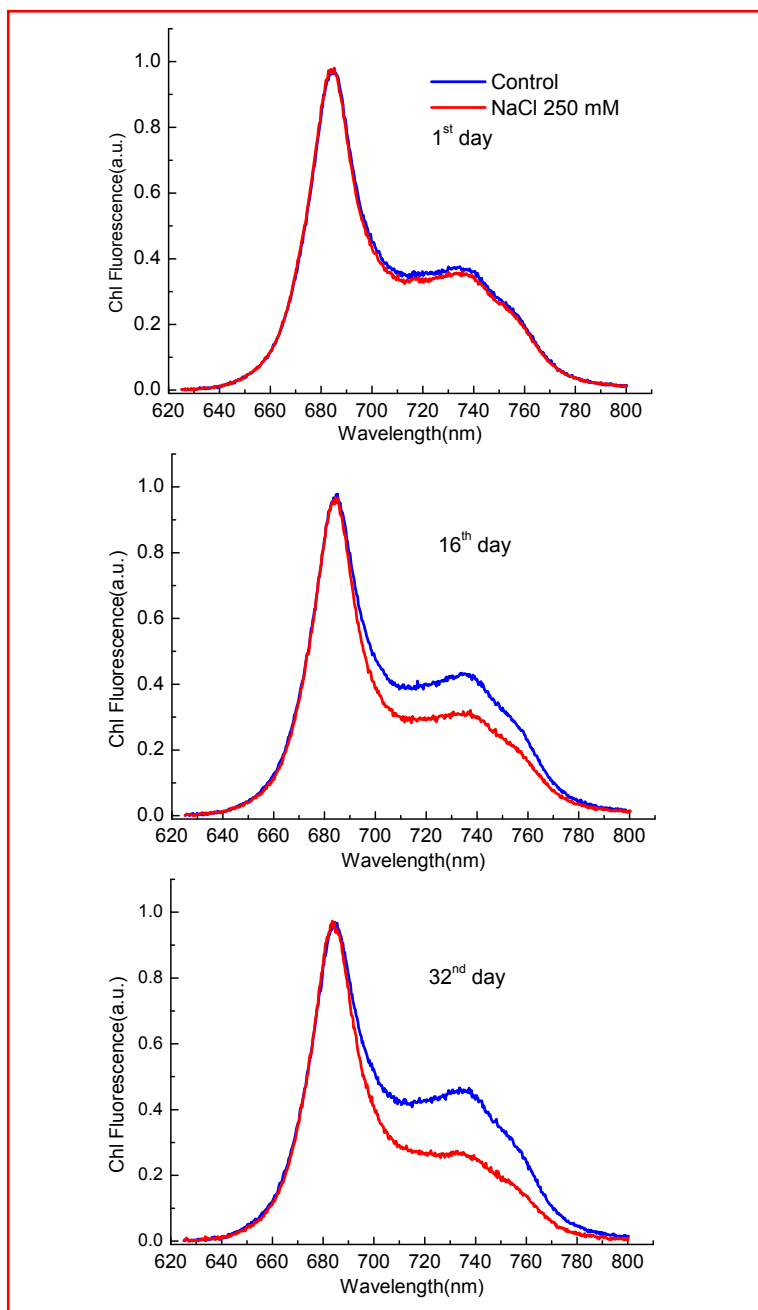 Control
NaCl 250 mM
1st day
Chl Fluorescence(a.u.)
1.0
0.8
0.6
0.4
0.2
0.0
620 640 660 680 700 720 740 760 780 800
Wavelength(nm)
16th day
Chl Fluorescence(a.u.)
1.0
0.8
0.6
0.4
0.2
0.0
620 640 660 680 700 720 740 760 780 800
Wavelength(nm)
32nd day
Chl Fluorescence(a.u.)
1.0
0.8
0.6
0.4
0.2
0.0
620 640 660 680 700 720 740 760 780 800
Wavelength(nm)